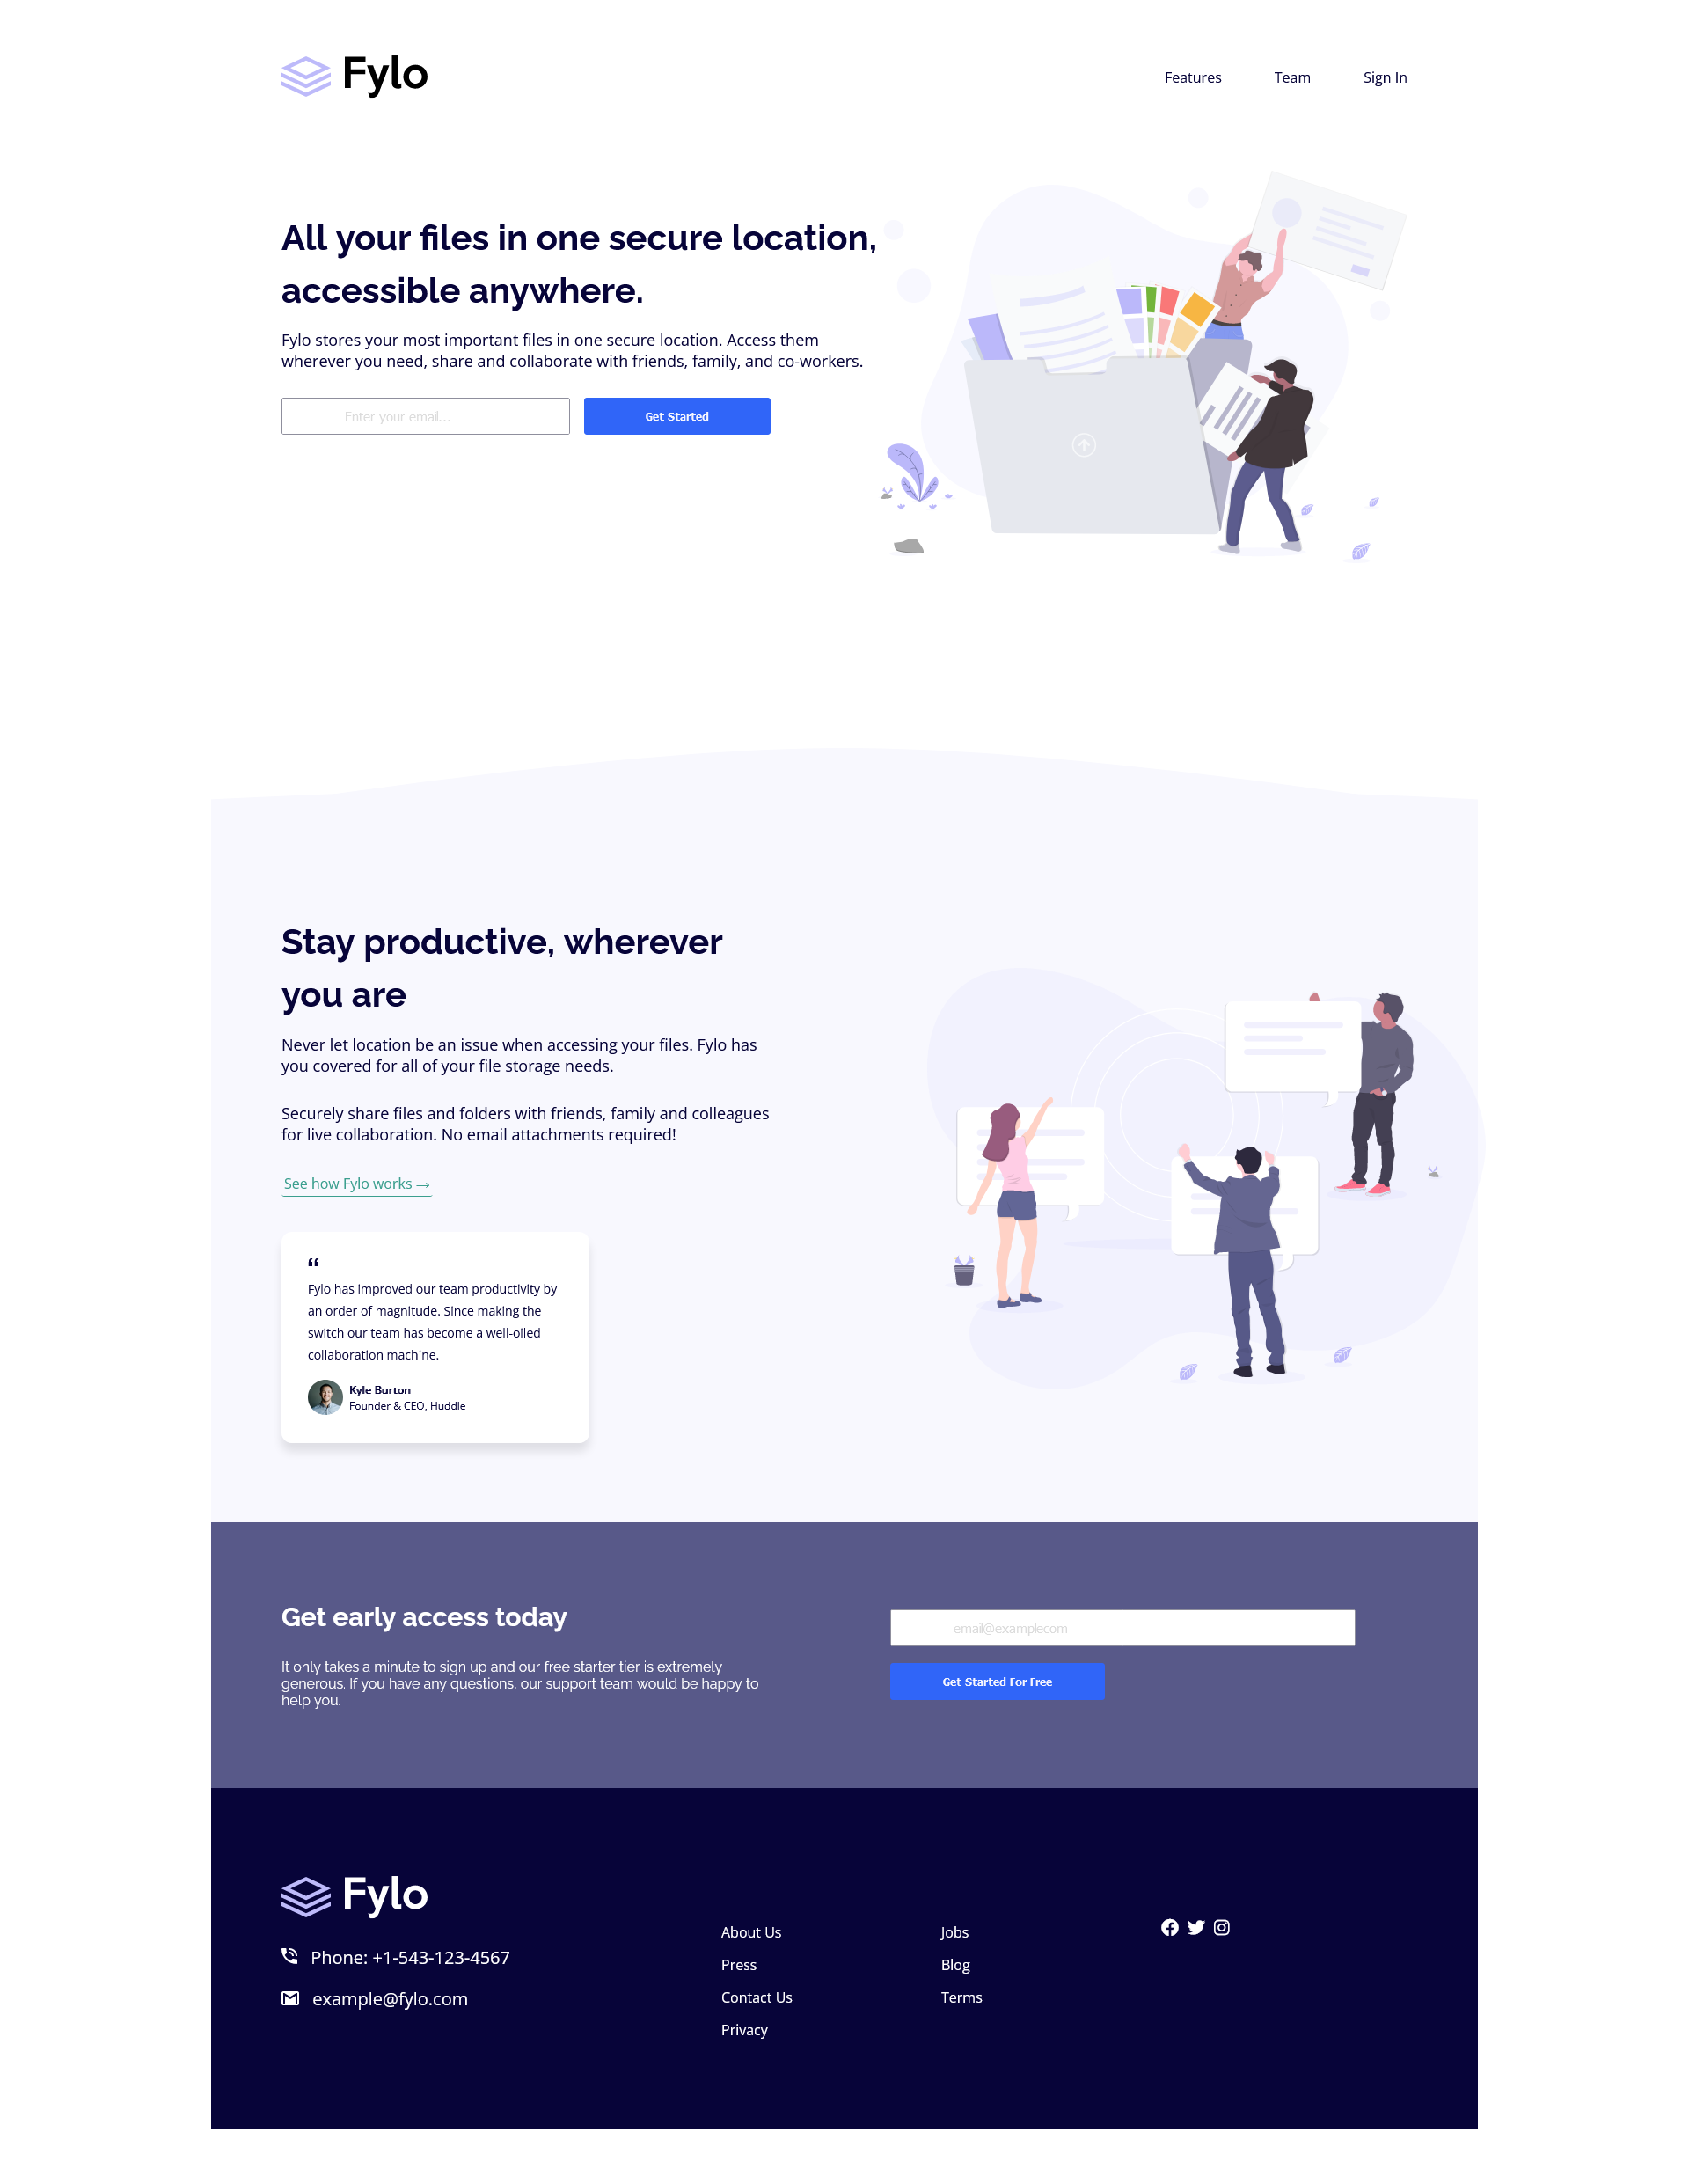 Fylo
Features
Team
Sign In
All your files in one secure location,
accessible anywhere.
Fylo stores your most important files in one secure location. Access them
wherever you need, share and collaborate with friends, family, and co-workers.
Enter your email...
Get Started
Stay productive, wherever
you are
Never let location be an issue when accessing your files. Fylo has
you covered for all of your file storage needs.
Securely share files and folders with friends, family and colleagues
for live collaboration. No email attachments required!
See how Fylo works →
“
Fylo has improved our team productivity by
an order of magnitude. Since making the
switch our team has become a well-oiled
collaboration machine.
Kyle Burton
Founder & CEO, Huddle
Get early access today
It only takes a minute to sign up and our free starter tier is extremely
generous. If you have any questions, our support team would be happy to
help you.
email@examplecom
Get Started For Free
Fylo
Phone: +1-543-123-4567
example@fylo.com
About Us
Press
Contact Us
Privacy
Jobs
Blog
Terms